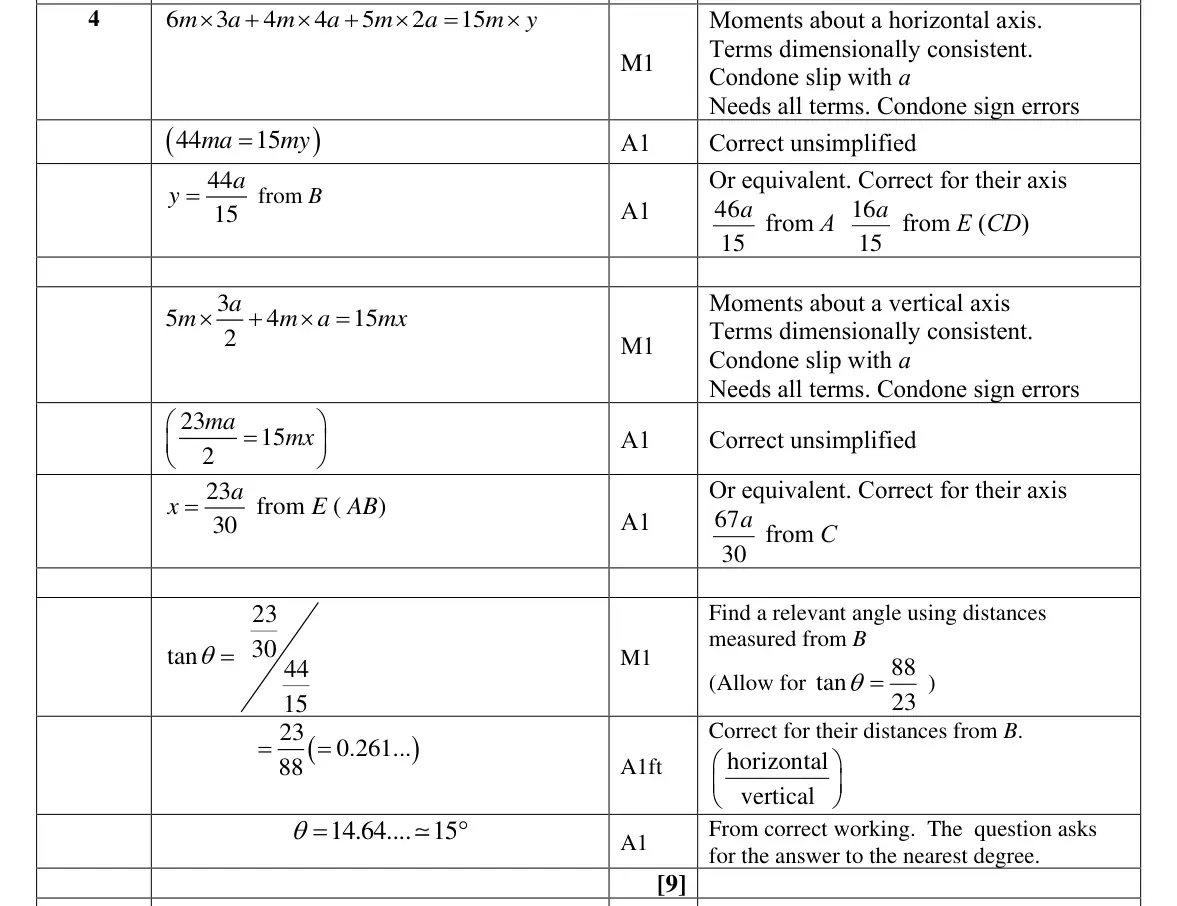 4
6m×3a+4m×4a+5m×2a=15m×y
M1
Moments about a horizontal axis.
Terms dimensionally consistent.
Condone slip with a
Needs all terms. Condone sign errors
(44ma=15my)
A1
Correct unsimplified
y = 44a/15 from B
A1
Or equivalent. Correct for their axis
46a/15 from A 16a/15 from E (CD)
5m×3a/2+4m×a=15mx
M1
Moments about a vertical axis
Terms dimensionally consistent.
Condone slip with a
Needs all terms. Condone sign errors
(23ma/2=15mx)
A1
Correct unsimplified
x = 23a/30 from E ( AB)
A1
Or equivalent. Correct for their axis
67a/30 from C
tanθ = 23/30 / 44/15
M1
Find a relevant angle using distances
measured from B
(Allow for tanθ = 88/23 )
= 23/88 (= 0.261...)
A1ft
Correct for their distances from B.
(horizontal/vertical)
θ =14.64....≃15°
A1
From correct working. The question asks
for the answer to the nearest degree.
[9]